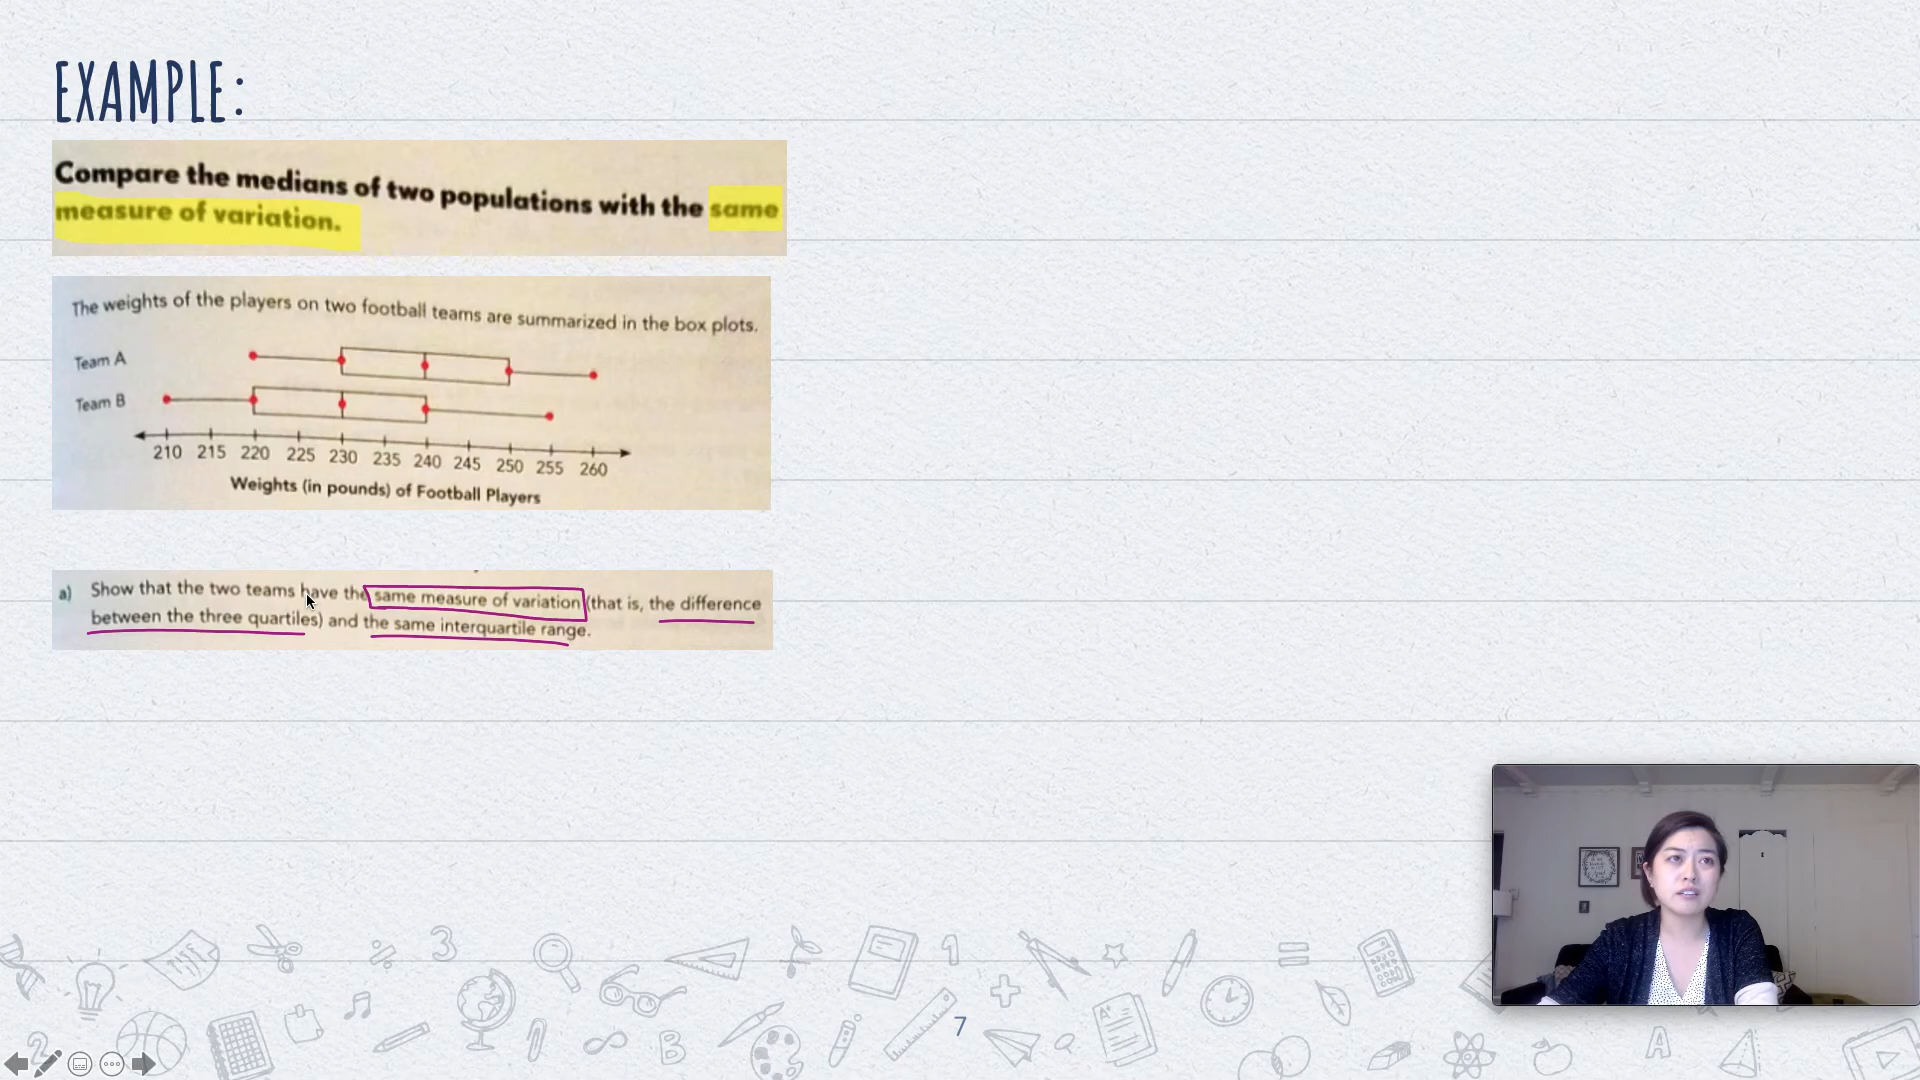 EXAMPLE:
Compare the medians of two populations with the same
measure of variation.
The weights of the players on two football teams are summarized in the box plots.
Team A
Team B
210 215 220 225 230 235 240 245 250 255 260
Weights (in pounds) of Football Players
a) Show that the two teams have the same measure of variation (that is, the difference
between the three quartiles) and the same interquartile range.
7